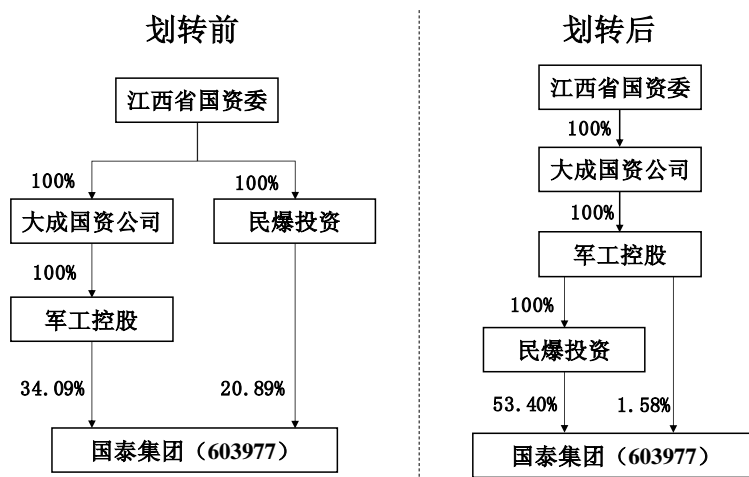 划转前
江西省国资委
100%
100%
大成国资公司
民爆投资
100%
军工控股
34.09%
20.89%
国泰集团（603977）
划转后
江西省国资委
100%
大成国资公司
100%
军工控股
100%
民爆投资
53.40%
1.58%
国泰集团（603977）